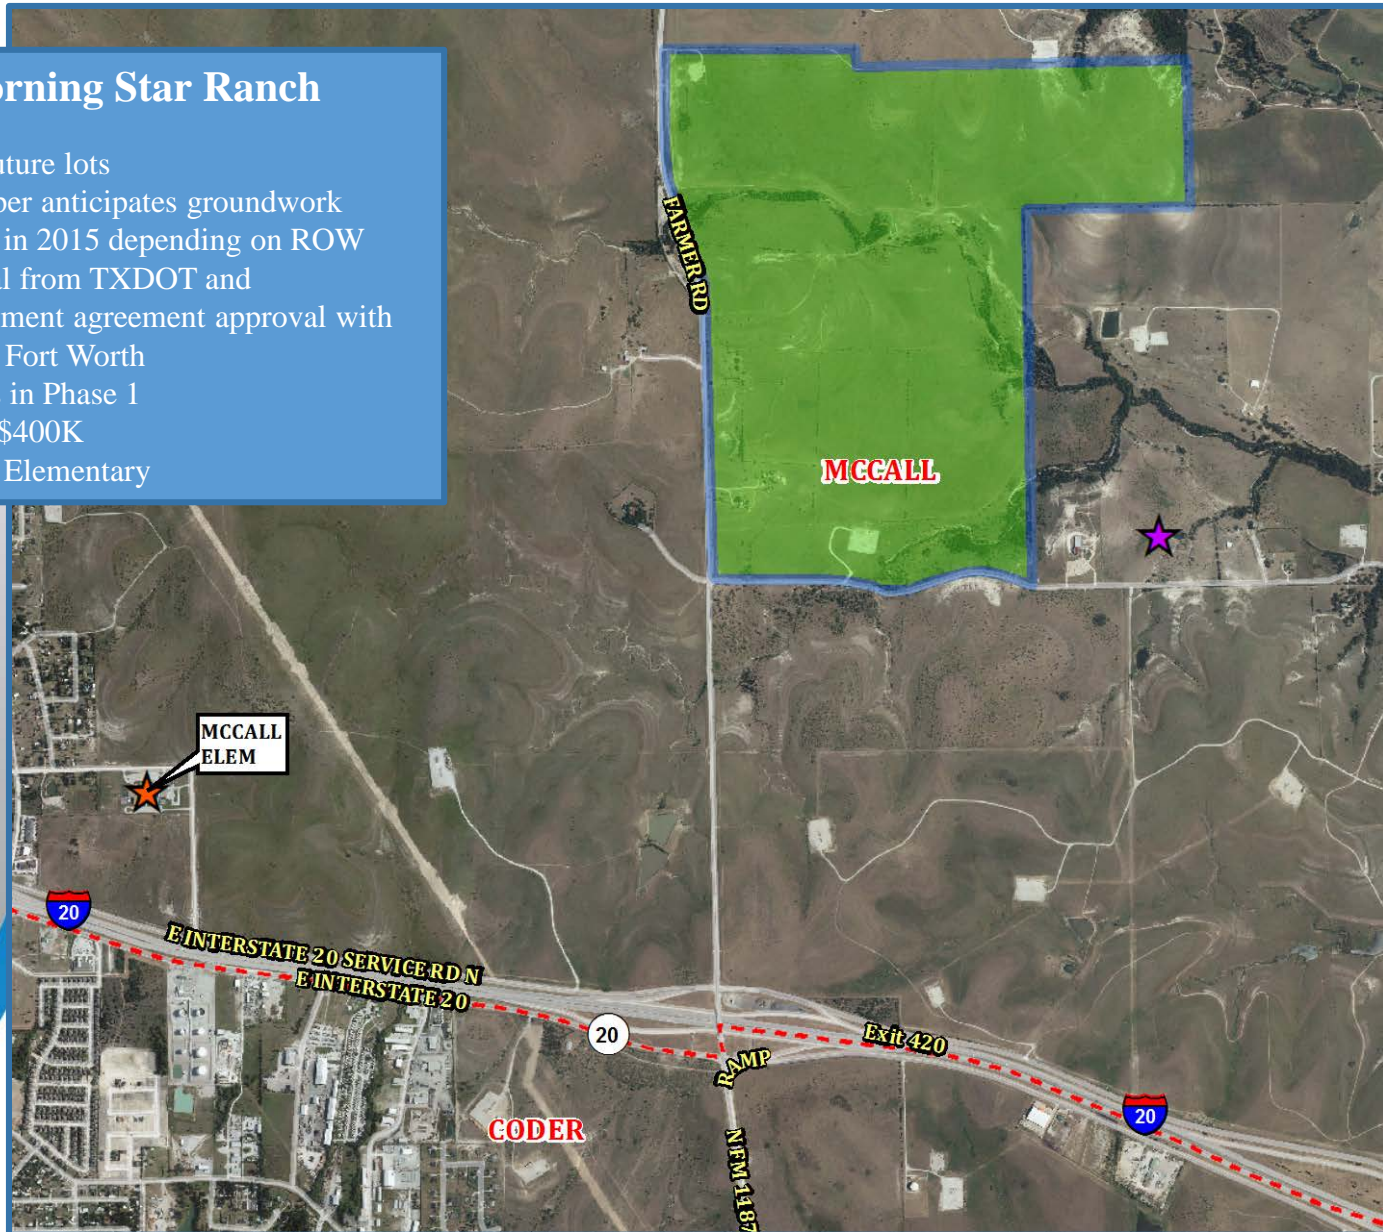 orning Star Ranch
uture lots
per anticipates groundwork
in 2015 depending on ROW
l from TXDOT and
ment agreement approval with
Fort Worth
in Phase 1
$400K
Elementary
FARMER RD
MCCALL
MCCALL
ELEM
20
E INTERSTATE 20 SERVICE RD N
E INTERSTATE 20
20
Exit 420
RAMP
20
CODER
N FM 1187